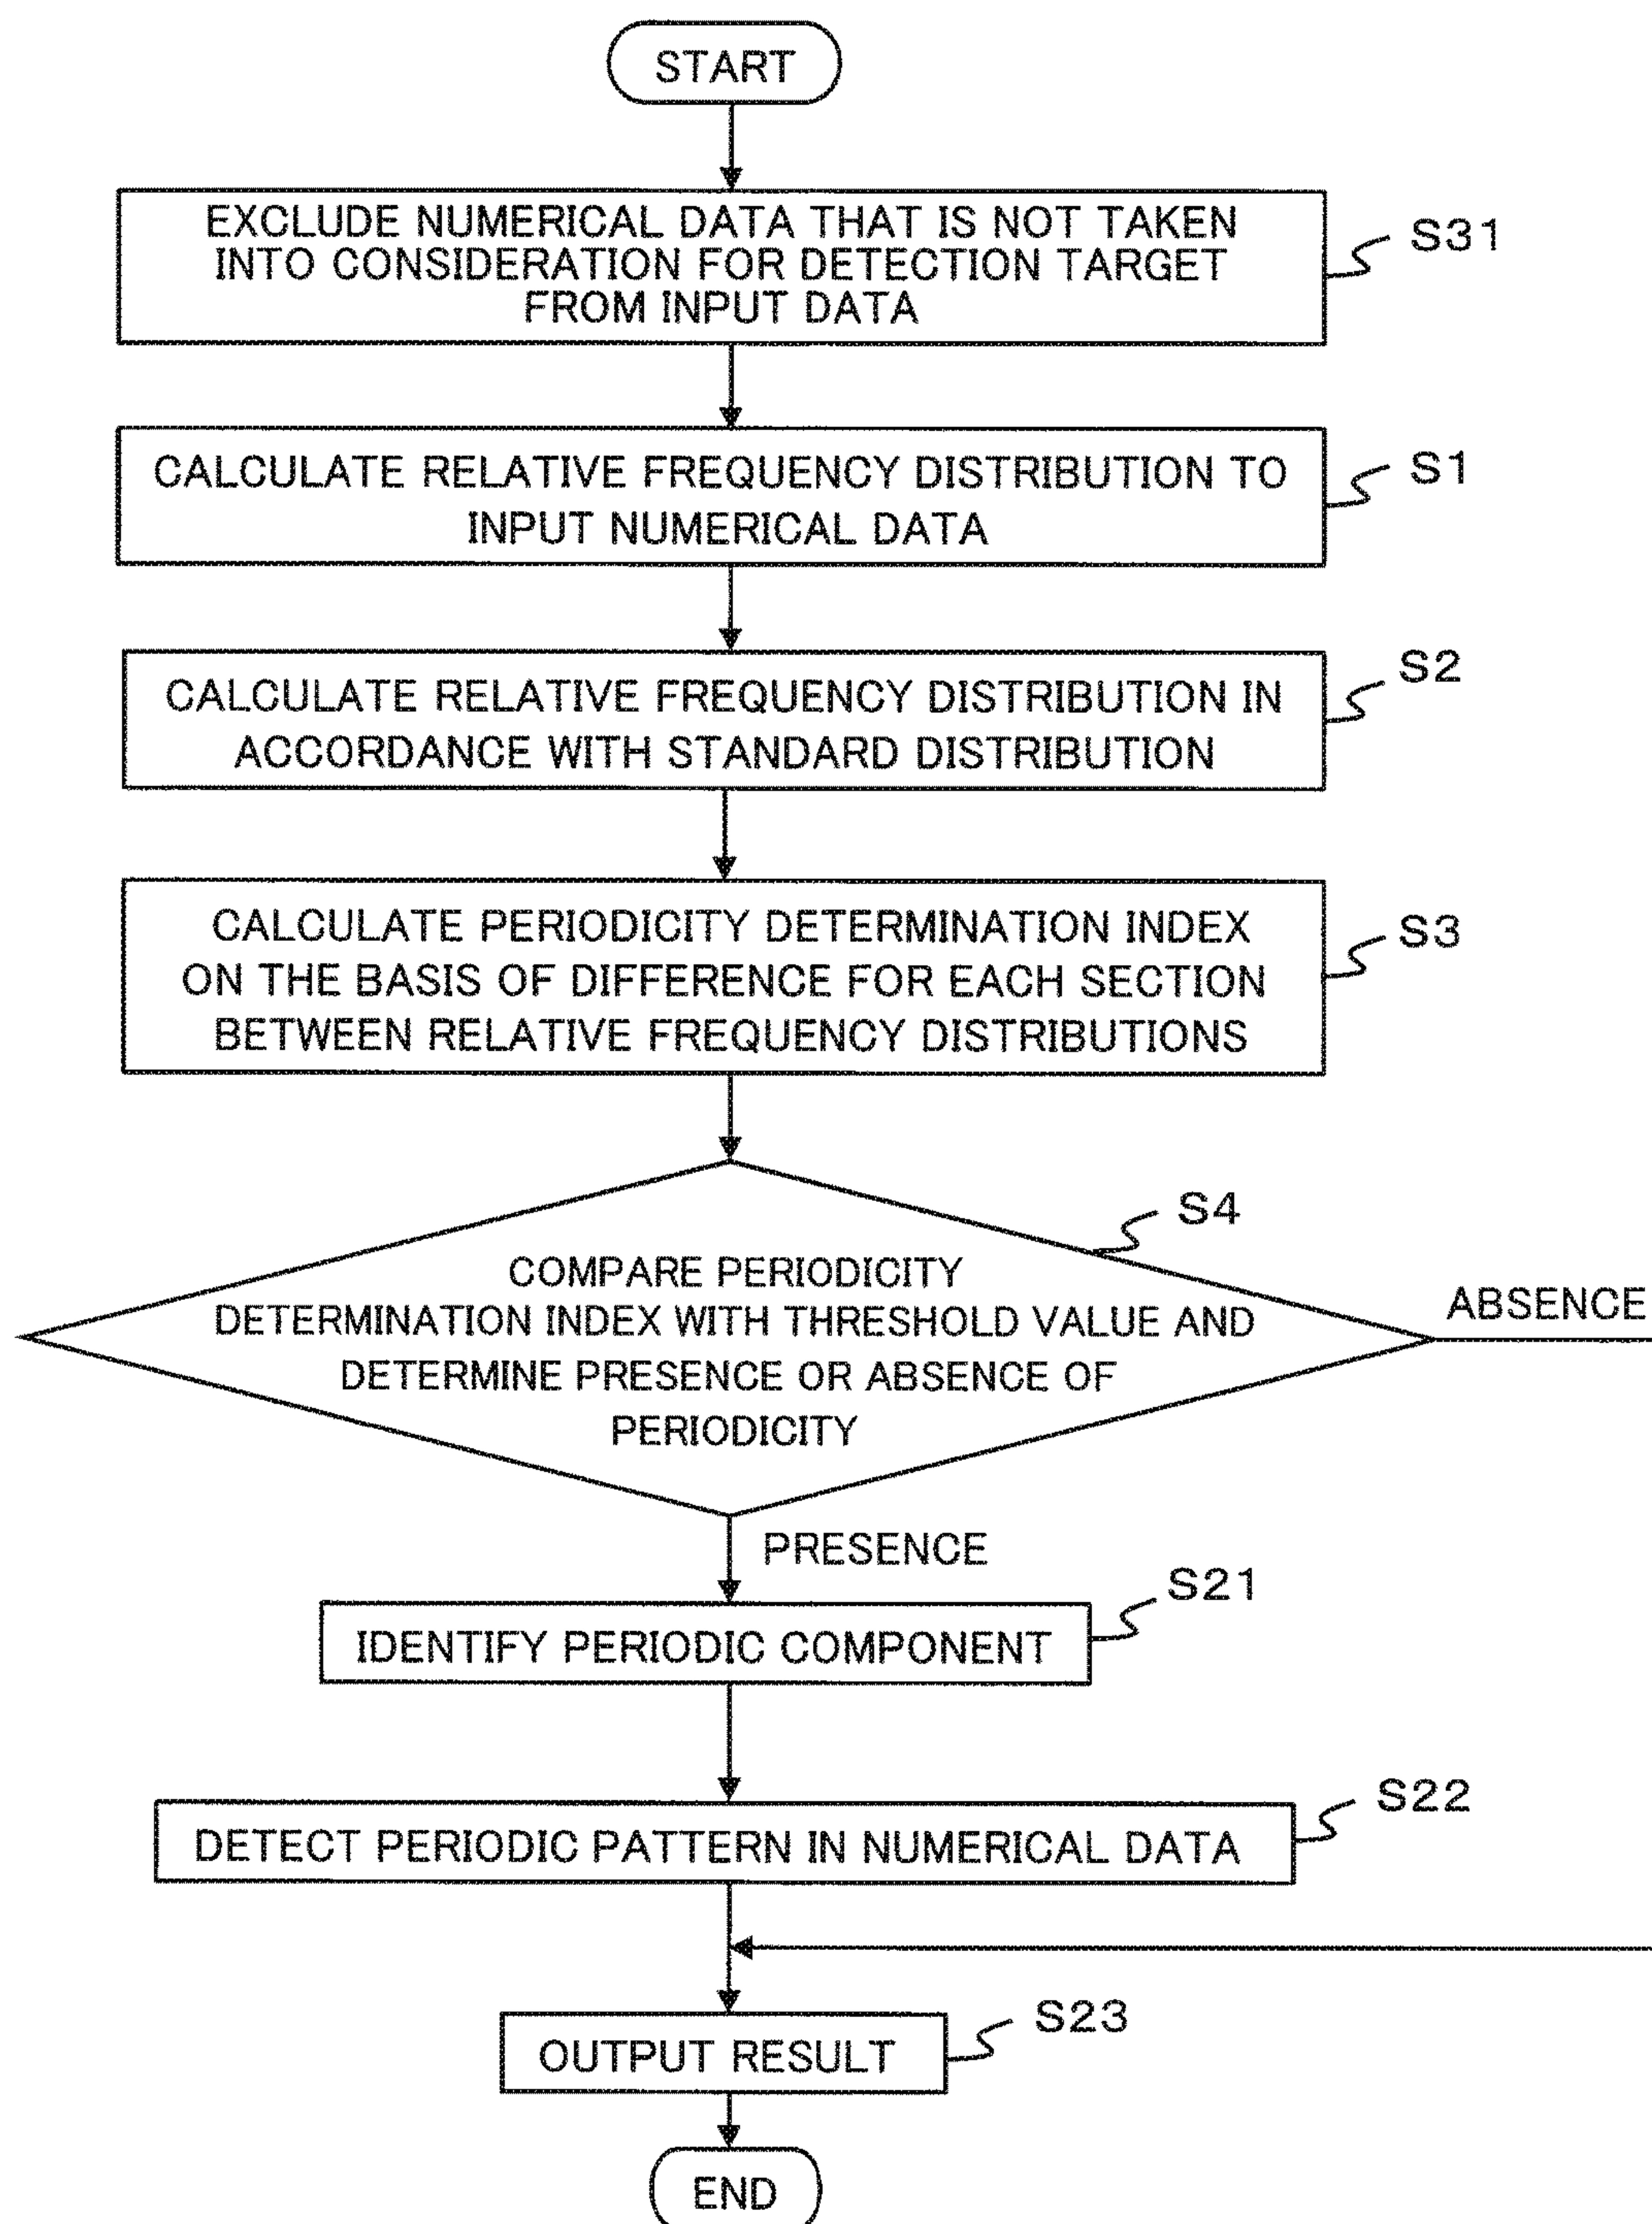 START
EXCLUDE NUMERICAL DATA THAT IS NOT TAKEN
INTO CONSIDERATION FOR DETECTION TARGET
FROM INPUT DATA
S31
CALCULATE RELATIVE FREQUENCY DISTRIBUTION TO
INPUT NUMERICAL DATA
S1
CALCULATE RELATIVE FREQUENCY DISTRIBUTION IN
ACCORDANCE WITH STANDARD DISTRIBUTION
S2
CALCULATE PERIODICITY DETERMINATION INDEX
ON THE BASIS OF DIFFERENCE FOR EACH SECTION
BETWEEN RELATIVE FREQUENCY DISTRIBUTIONS
S3
COMPARE PERIODICITY
DETERMINATION INDEX WITH THRESHOLD VALUE AND
DETERMINE PRESENCE OR ABSENCE OF
PERIODICITY
S4
ABSENCE
PRESENCE
IDENTIFY PERIODIC COMPONENT
S21
DETECT PERIODIC PATTERN IN NUMERICAL DATA
S22
OUTPUT RESULT
S23
END